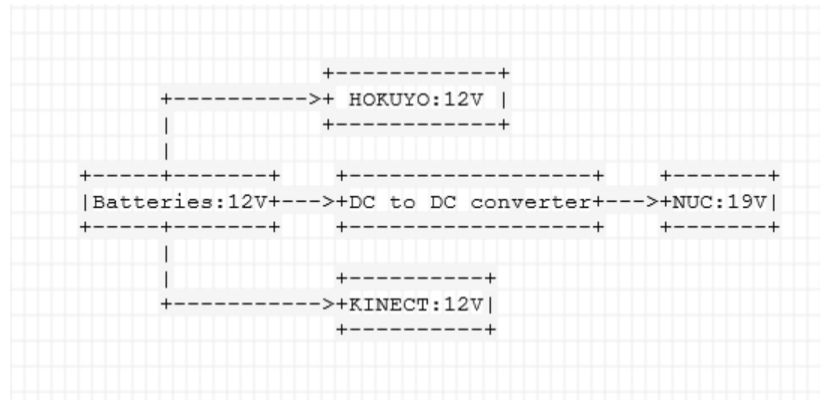 HOKUYO:12V
Batteries:12V
DC to DC converter
NUC:19V
KINECT:12V